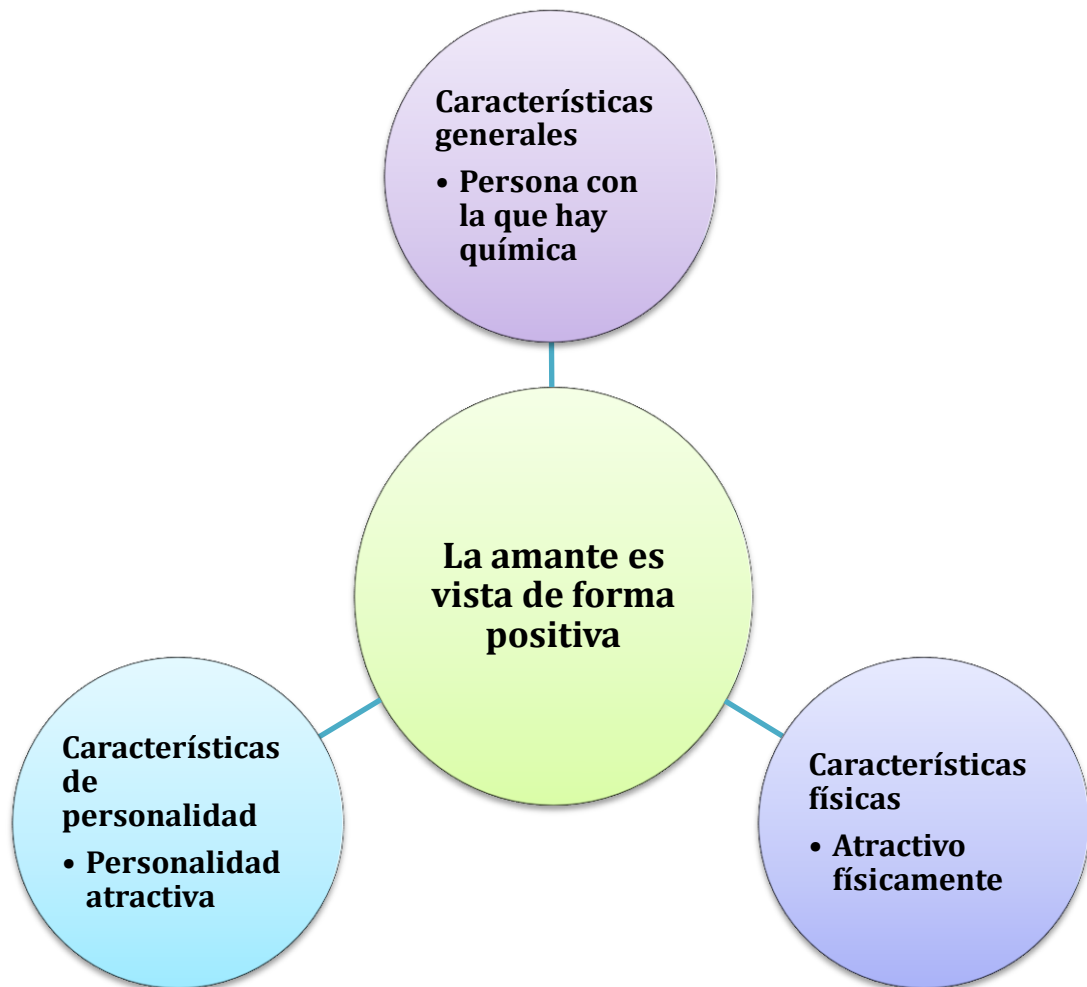 Características
generales
• Persona con
la que hay
química
La amante es
vista de forma
positiva
Características
de
personalidad
• Personalidad
atractiva
Características
físicas
• Atractivo
físicamente